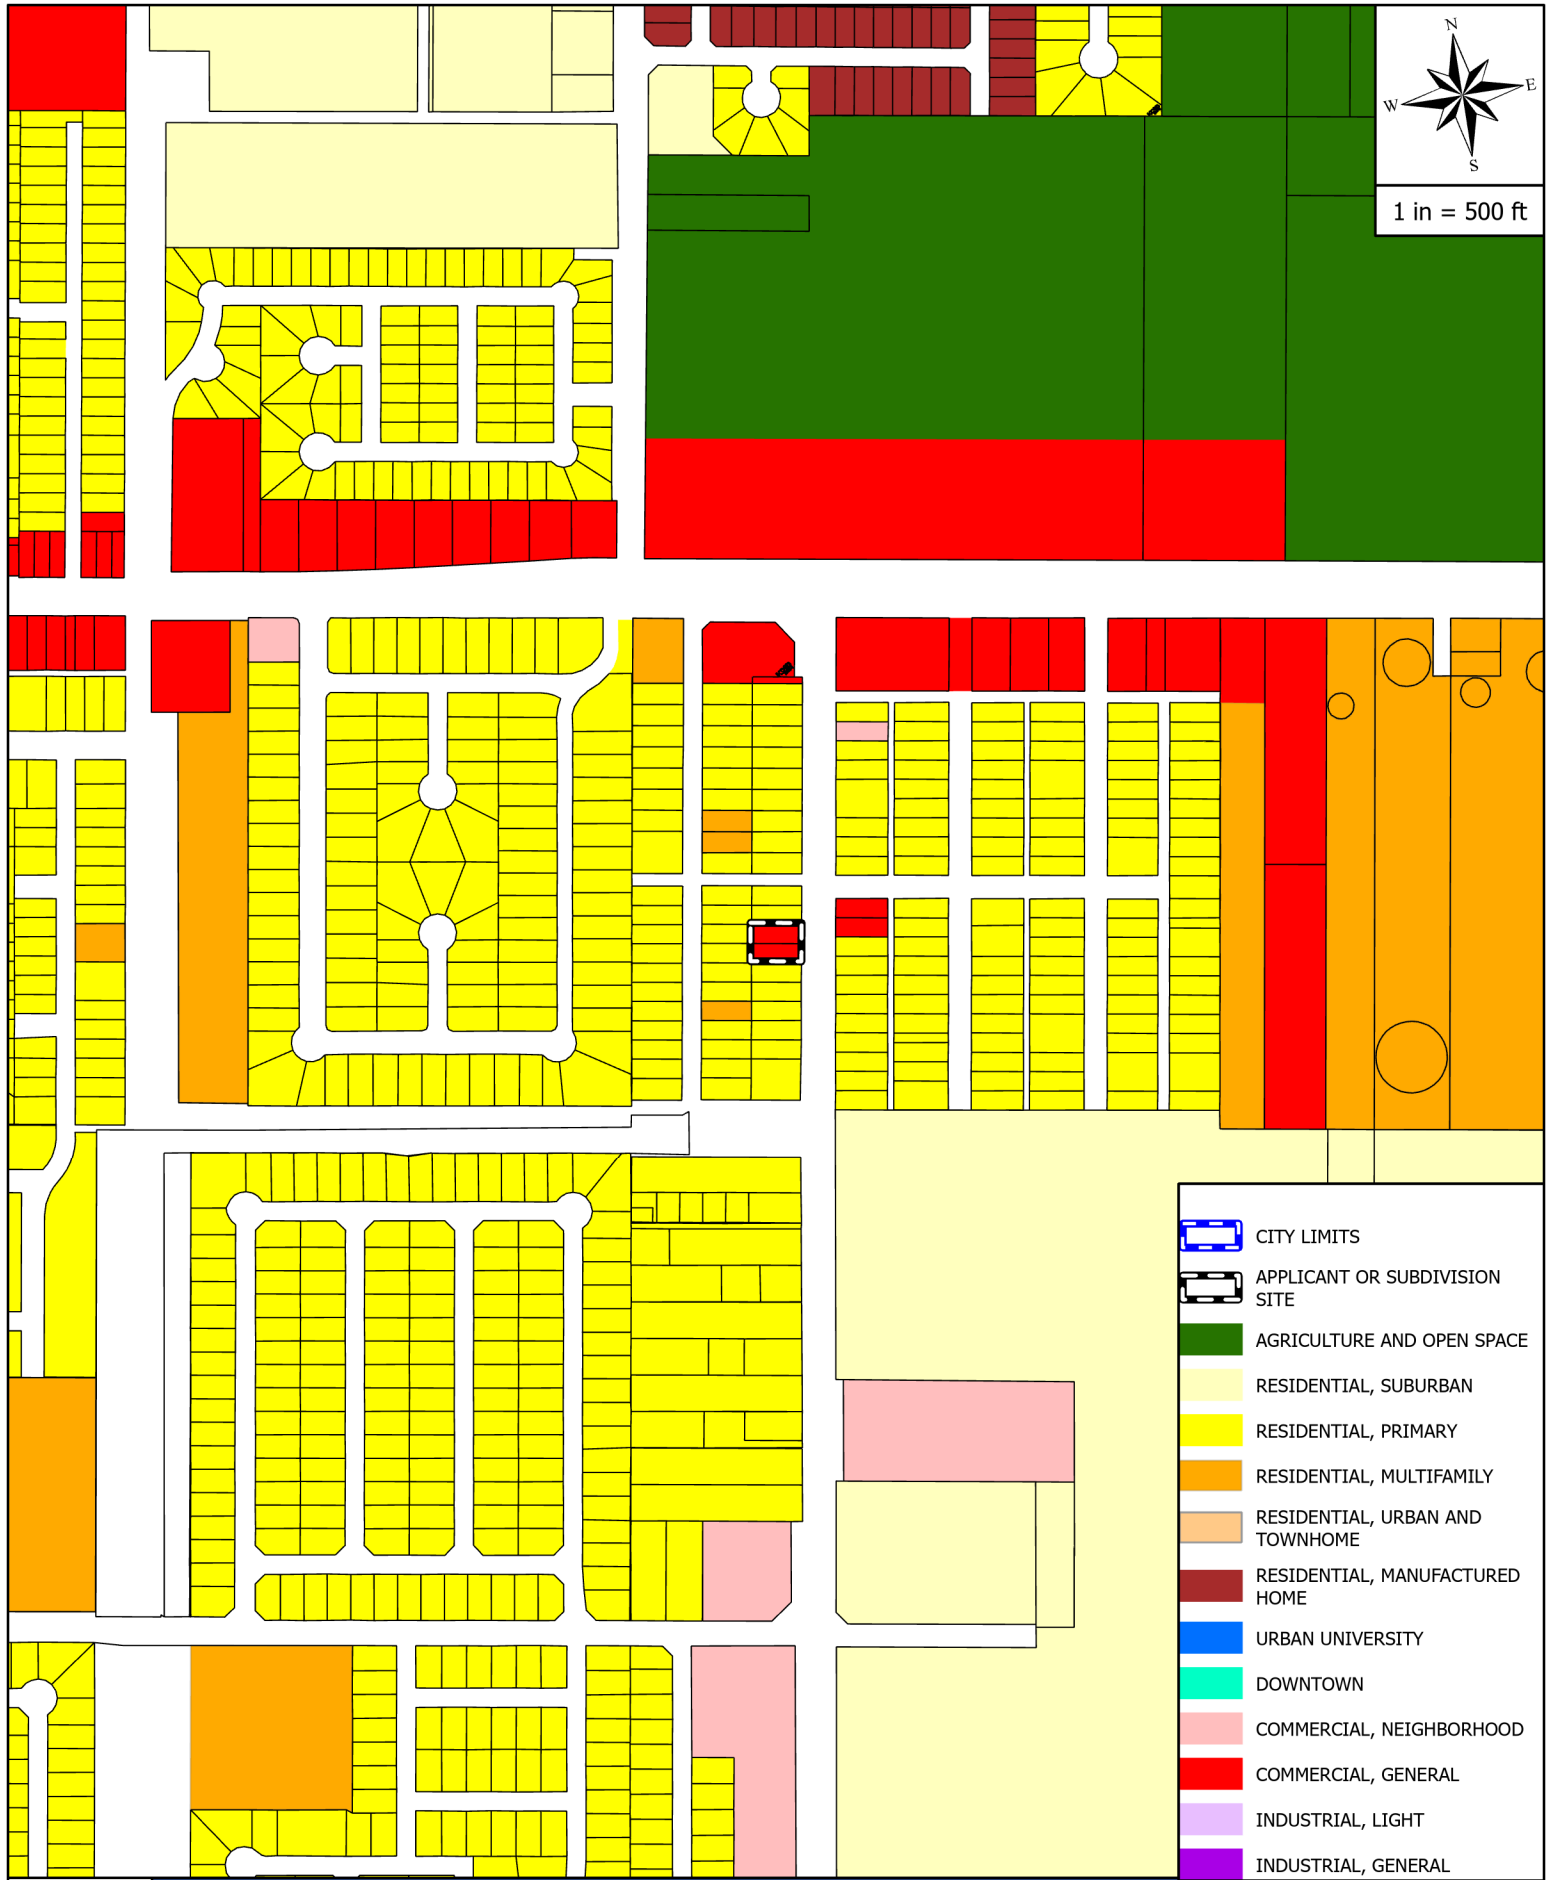 N
W
E
S
1 in = 500 ft
CITY LIMITS
APPLICANT OR SUBDIVISION
SITE
AGRICULTURE AND OPEN SPACE
RESIDENTIAL, SUBURBAN
RESIDENTIAL, PRIMARY
RESIDENTIAL, MULTIFAMILY
RESIDENTIAL, URBAN AND
TOWNHOME
RESIDENTIAL, MANUFACTURED
HOME
URBAN UNIVERSITY
DOWNTOWN
COMMERCIAL, NEIGHBORHOOD
COMMERCIAL, GENERAL
INDUSTRIAL, LIGHT
INDUSTRIAL, GENERAL